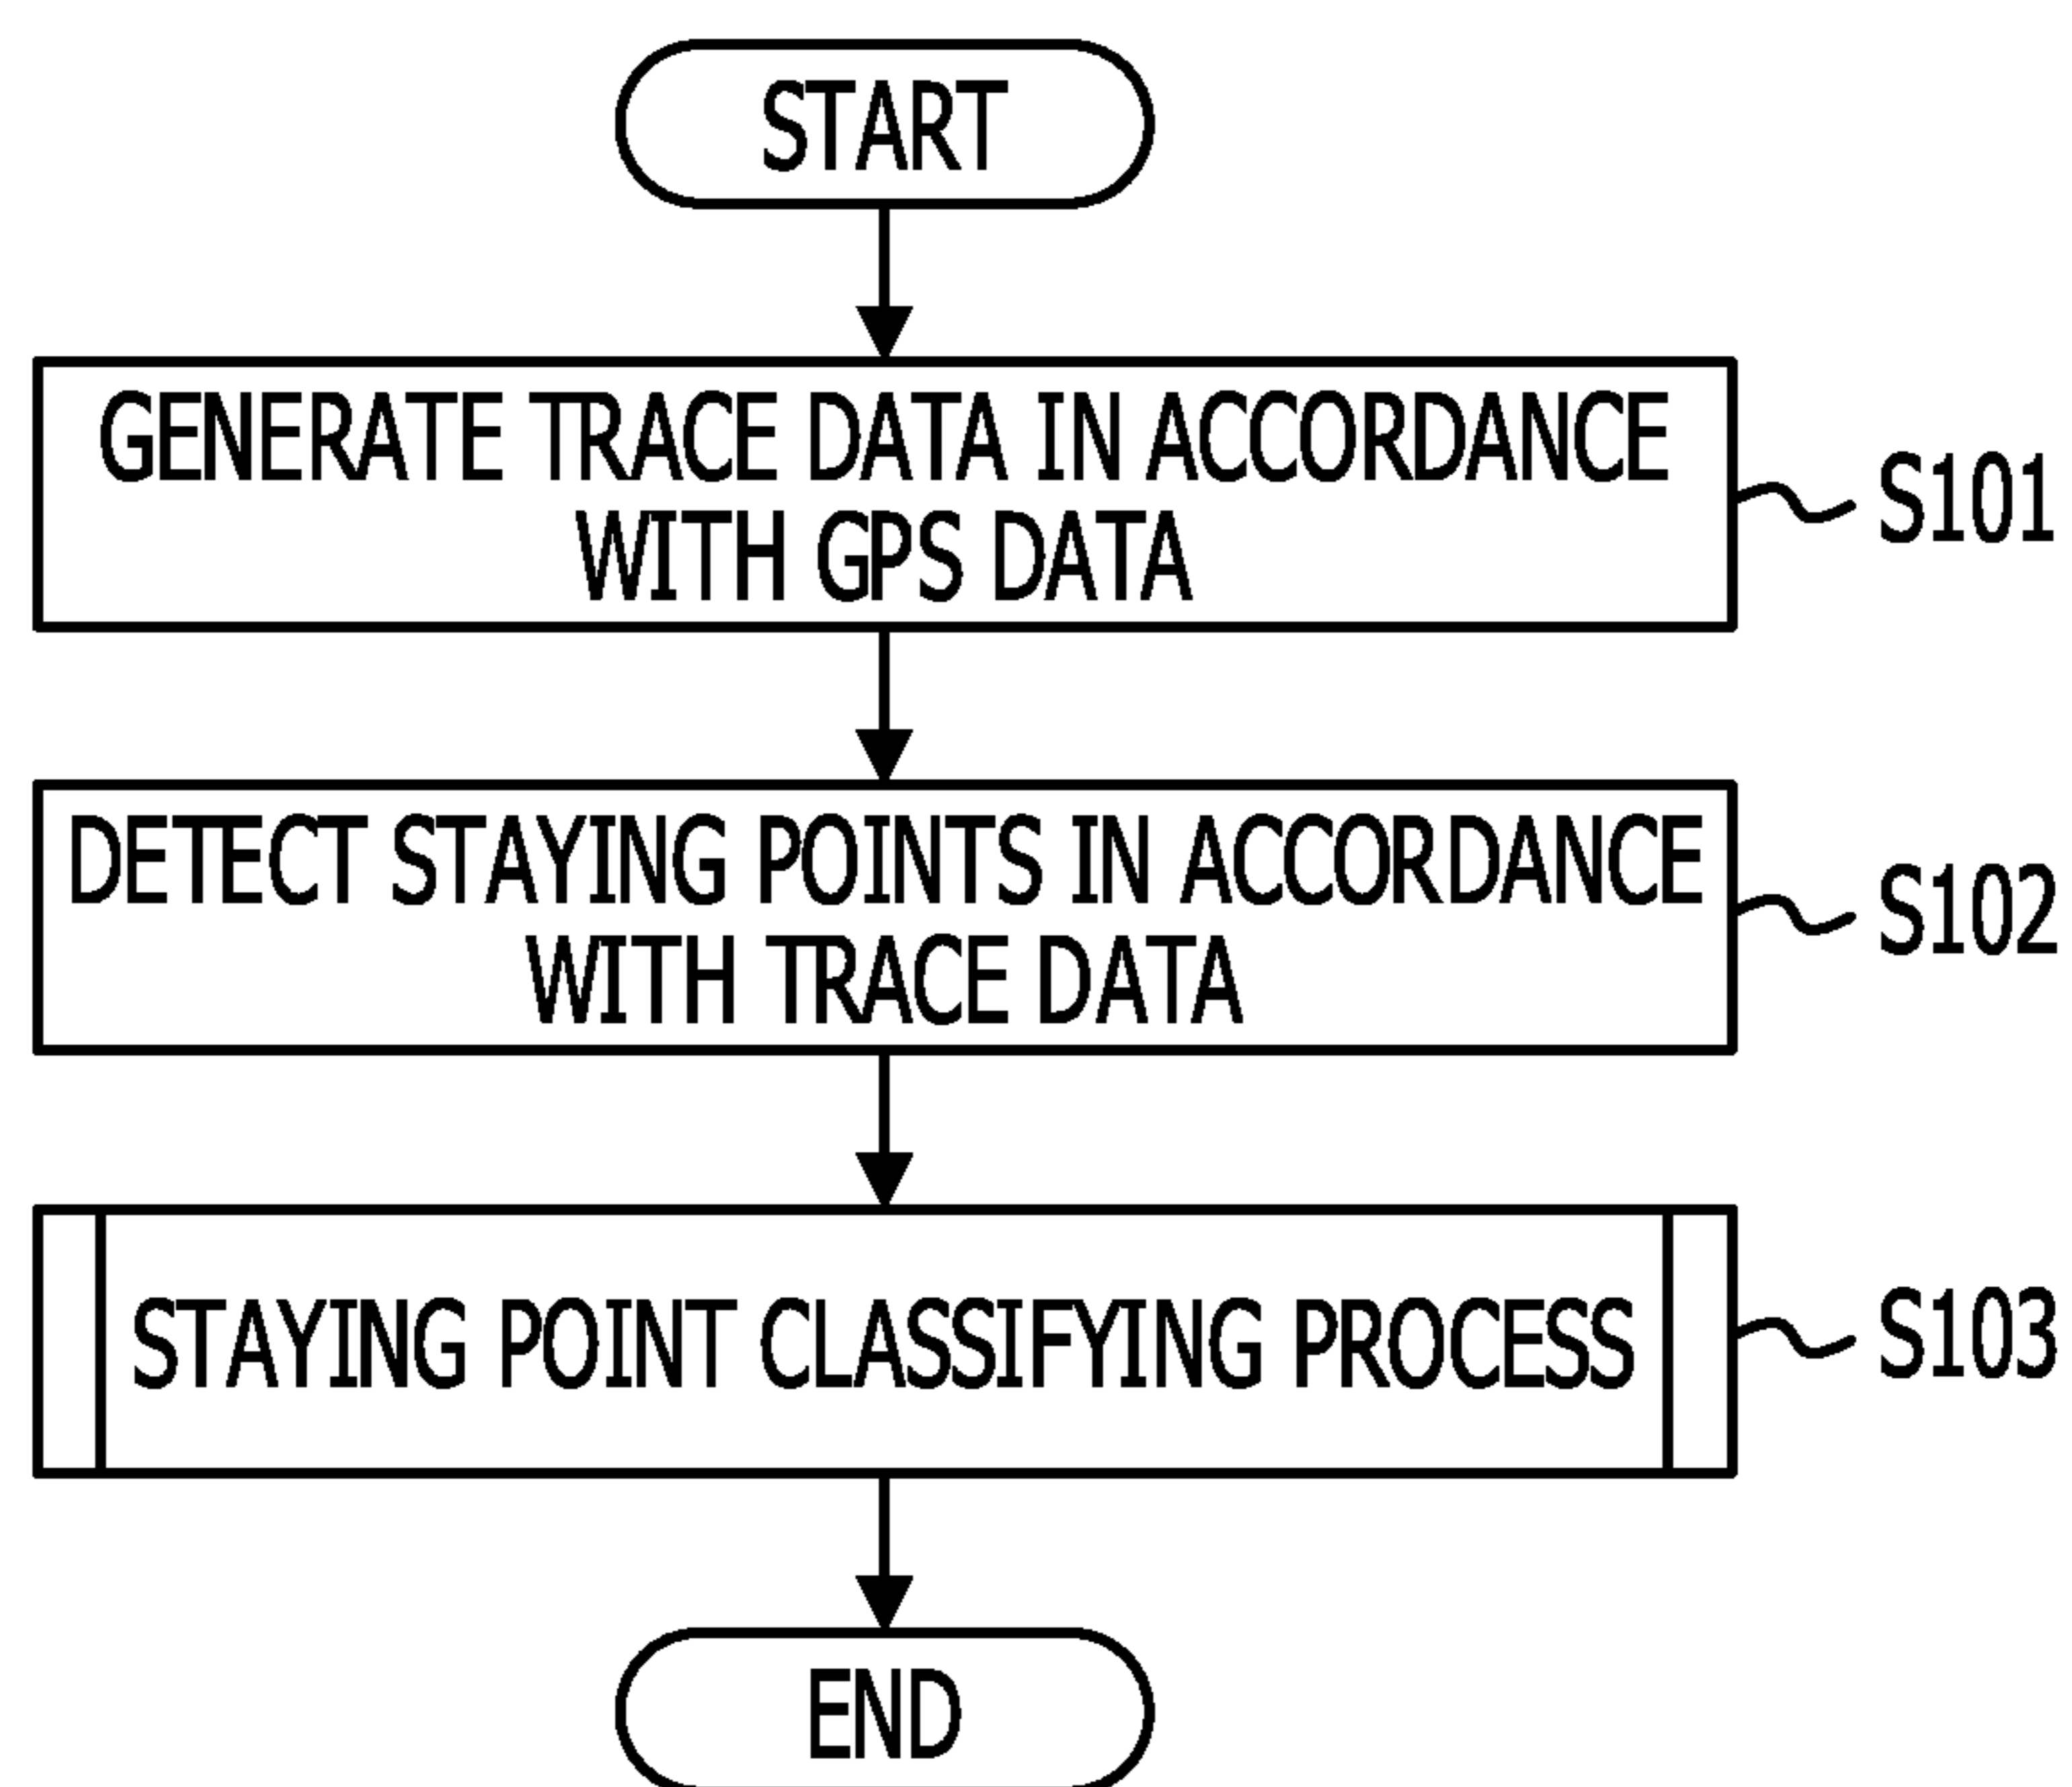 START
GENERATE TRACE DATA IN ACCORDANCE
WITH GPS DATA
S101
DETECT STAYING POINTS IN ACCORDANCE
WITH TRACE DATA
S102
STAYING POINT CLASSIFYING PROCESS
S103
END